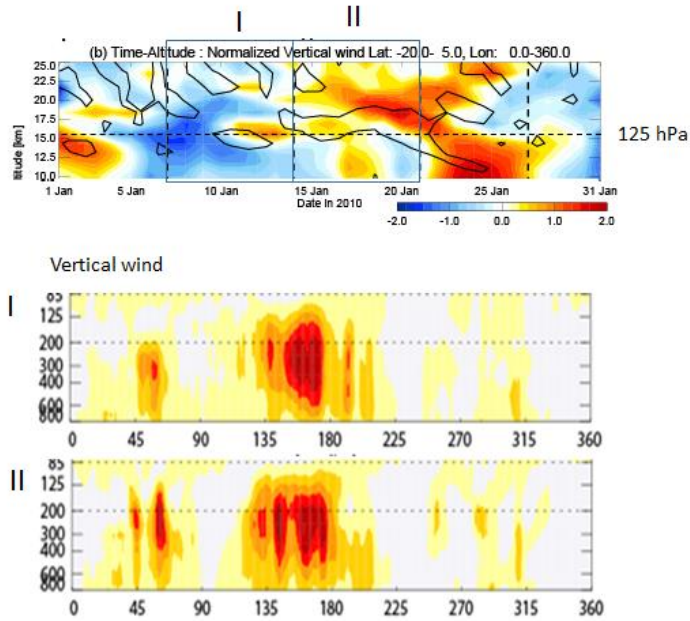 I II
(b) Time-Altitude : Normalized Vertical wind Lat: -20.0- 5.0, Lon: 0.0-360.0
25.0
22.5
20.0
17.5
15.0
12.5
10.0
ltitude [km]
125 hPa
1 Jan 5 Jan 10 Jan 15 Jan 20 Jan 25 Jan 31 Jan
Date in 2010
-2.0 -1.0 0.0 1.0 2.0
Vertical wind
I
85
125
200
300
400
600
800
0 45 90 135 180 225 270 315 360
II
85
125
200
300
400
600
800
0 45 90 135 180 225 270 315 360